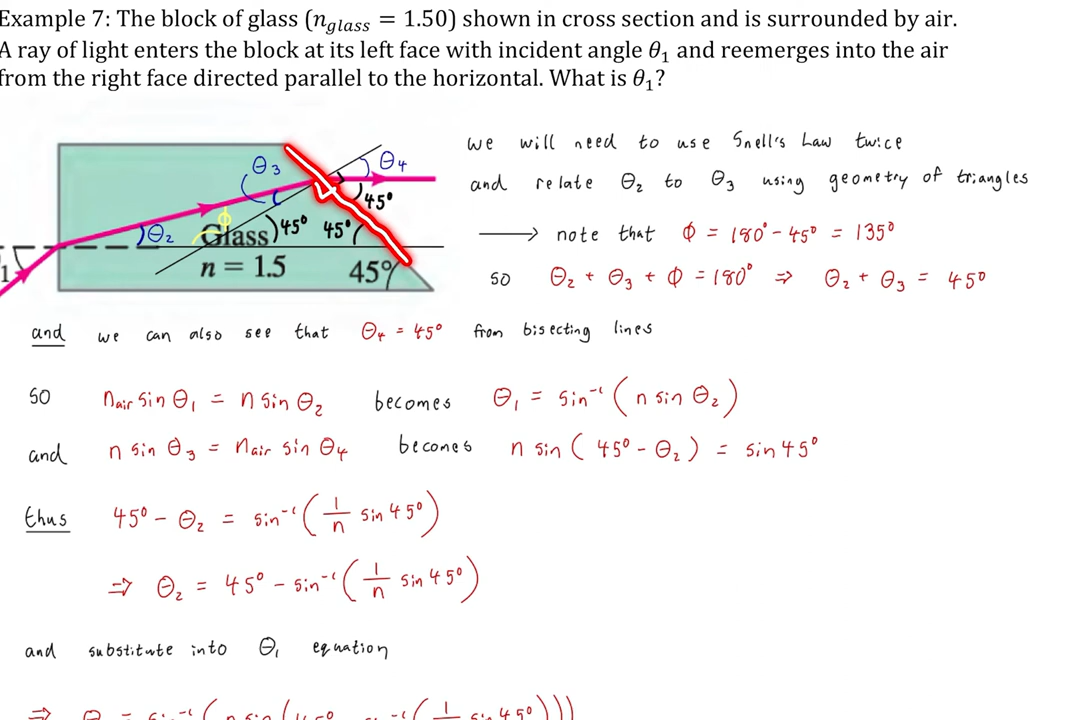 Example 7: The block of glass (n_glass = 1.50) shown in cross section and is surrounded by air.
A ray of light enters the block at its left face with incident angle θ₁ and reemerges into the air
from the right face directed parallel to the horizontal. What is θ₁?
θ₃
θ₄
45°
ϕ
θ₂
Glass
45°
45°
1
n = 1.5
45°
we will need to use Snell's Law twice
and relate θ₂ to θ₃ using geometry of triangles
⟶ note that ϕ = 180° - 45° = 135°
so θ₂ + θ₃ + ϕ = 180° ⇒ θ₂ + θ₃ = 45°
and we can also see that θ₄ = 45° from bisecting lines
so n_air sin θ₁ = n sin θ₂ becomes θ₁ = sin⁻¹ (n sin θ₂)
and n sin θ₃ = n_air sin θ₄ becomes n sin (45° - θ₂) = sin 45°
thus 45° - θ₂ = sin⁻¹ (1/n sin 45°)
⇒ θ₂ = 45° - sin⁻¹ (1/n sin 45°)
and substitute into θ₁ equation